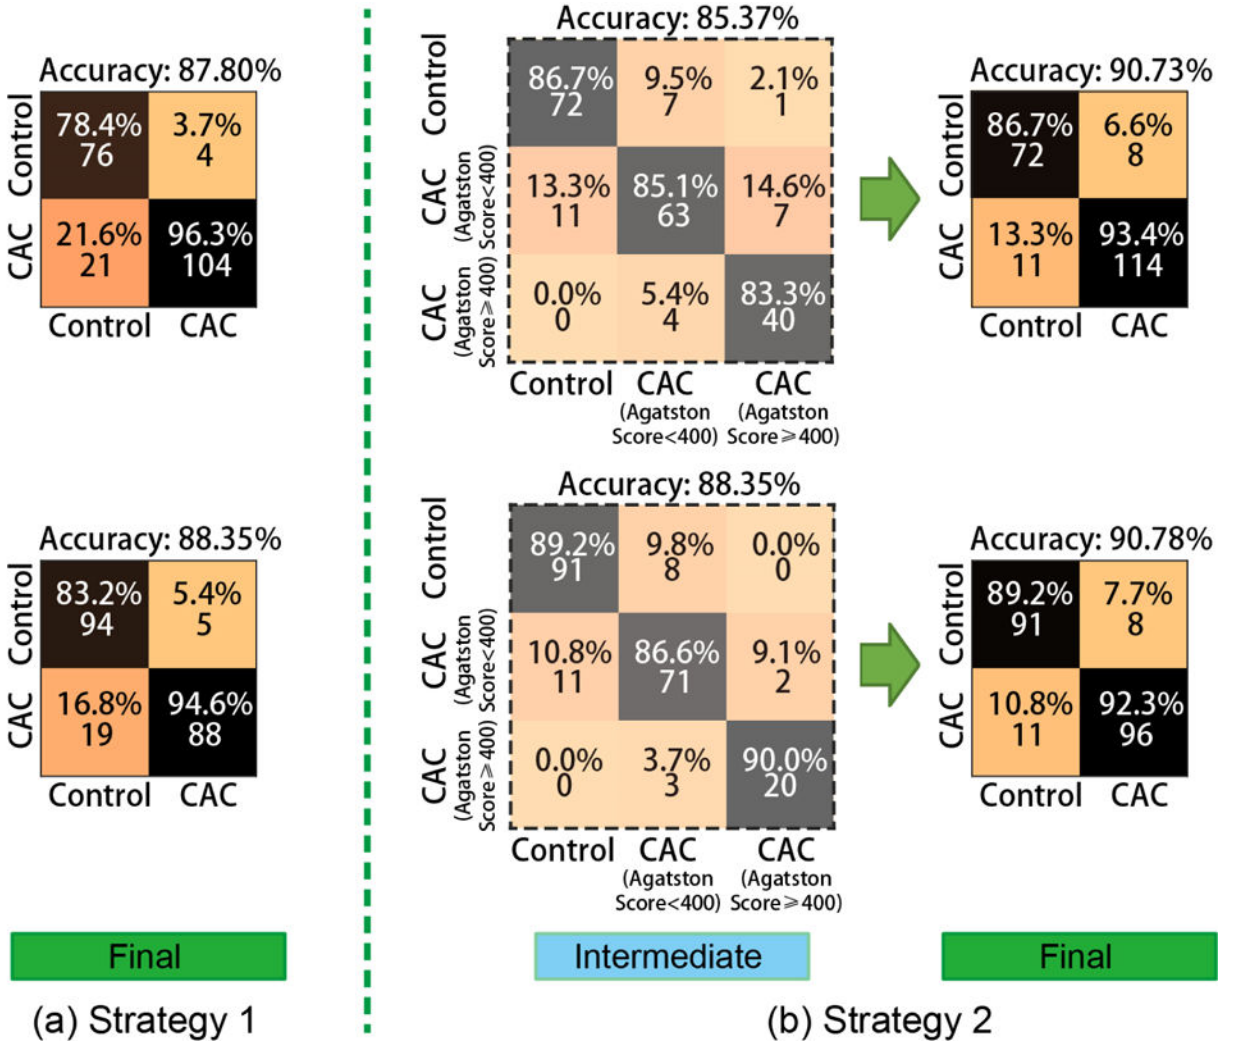 Accuracy: 87.80%
Control
78.4%
76
3.7%
4
CAC
21.6%
21
96.3%
104
Control
CAC
Accuracy: 85.37%
Control
86.7%
72
9.5%
7
2.1%
1
CAC
(Agatston
Score<400)
13.3%
11
85.1%
63
14.6%
7
CAC
(Agatston
Score≥400)
0.0%
0
5.4%
4
83.3%
40
Control
CAC
(Agatston
Score<400)
CAC
(Agatston
Score≥400)
Accuracy: 90.73%
Control
86.7%
72
6.6%
8
CAC
13.3%
11
93.4%
114
Control
CAC
Accuracy: 88.35%
Control
83.2%
94
5.4%
5
CAC
16.8%
19
94.6%
88
Control
CAC
Accuracy: 88.35%
Control
89.2%
91
9.8%
8
0.0%
0
CAC
(Agatston
Score<400)
10.8%
11
86.6%
71
9.1%
2
CAC
(Agatston
Score≥400)
0.0%
0
3.7%
3
90.0%
20
Control
CAC
(Agatston
Score<400)
CAC
(Agatston
Score≥400)
Accuracy: 90.78%
Control
89.2%
91
7.7%
8
CAC
10.8%
11
92.3%
96
Control
CAC
Final
Intermediate
Final
(a) Strategy 1
(b) Strategy 2